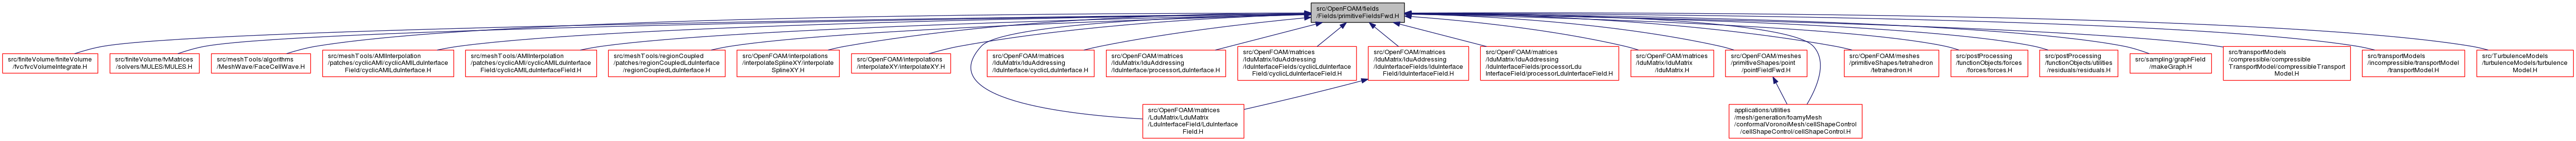 src/OpenFOAM/fields
/Fields/primitiveFieldsFwd.H
src/finiteVolume/finiteVolume
/fvc/fvcVolumeIntegrate.H
src/finiteVolume/fvMatrices
/solvers/MULES/MULES.H
src/meshTools/algorithms
/MeshWave/FaceCellWave.H
src/meshTools/AMIInterpolation
/patches/cyclicAMI/cyclicAMILduInterface
Field/cyclicAMILduInterface.H
src/meshTools/AMIInterpolation
/patches/cyclicAMI/cyclicAMILduInterface
Field/cyclicAMILduInterfaceField.H
src/meshTools/regionCoupled
/patches/regionCoupledLduInterface
/regionCoupledLduInterface.H
src/OpenFOAM/interpolations
/interpolateSplineXY/interpolate
SplineXY.H
src/OpenFOAM/interpolations
/interpolateXY/interpolateXY.H
src/OpenFOAM/matrices
/lduMatrix/lduAddressing
/lduInterface/cyclicLduInterface.H
src/OpenFOAM/matrices
/lduMatrix/lduAddressing
/lduInterface/processorLduInterface.H
src/OpenFOAM/matrices
/lduMatrix/lduAddressing
/lduInterfaceFields/cyclicLduInterface
Field/cyclicLduInterfaceField.H
src/OpenFOAM/matrices
/lduMatrix/lduAddressing
/lduInterfaceFields/lduInterface
Field/lduInterfaceField.H
src/OpenFOAM/matrices
/lduMatrix/lduAddressing
/lduInterfaceFields/processorLdu
InterfaceField/processorLduInterfaceField.H
src/OpenFOAM/matrices
/lduMatrix/lduMatrix
/lduMatrix.H
src/OpenFOAM/meshes
/primitiveShapes/point
/pointFieldFwd.H
src/OpenFOAM/meshes
/primitiveShapes/tetrahedron
/tetrahedron.H
src/postProcessing
/functionObjects/forces
/forces/forces.H
src/postProcessing
/functionObjects/utilities
/residuals/residuals.H
src/sampling/graphField
/makeGraph.H
src/transportModels
/compressible/compressible
TransportModel/compressibleTransport
Model.H
src/transportModels
/incompressible/transportModel
/transportModel.H
src/TurbulenceModels
/turbulenceModels/turbulence
Model.H
src/OpenFOAM/matrices
/LduMatrix/LduMatrix
/LduInterfaceField/LduInterface
Field.H
applications/utilities
/mesh/generation/foamyMesh
/conformalVoronoiMesh/cellShapeControl
/cellShapeControl/cellShapeControl.H